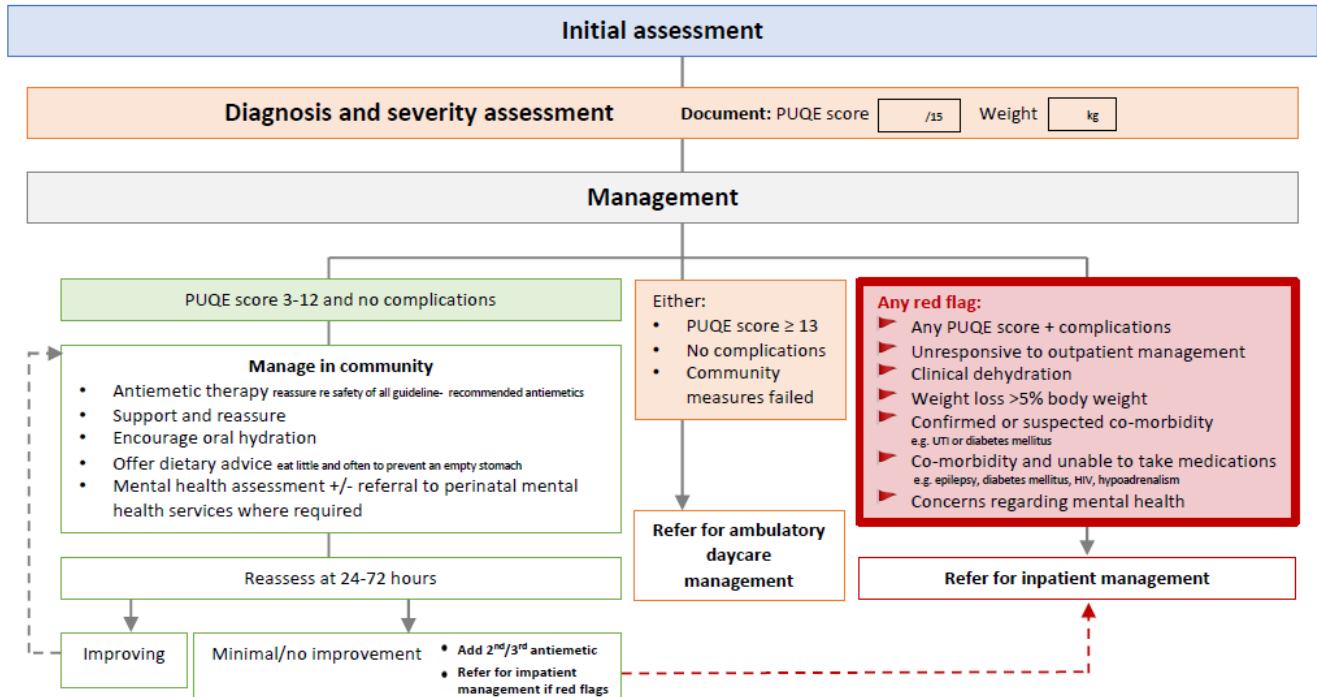 Initial assessment
Diagnosis and severity assessment Document: PUQE score /15 Weight kg
Management
PUQE score 3-12 and no complications
Manage in community
• Antiemetic therapy reassure re safety of all guideline- recommended antiemetics
• Support and reassure
• Encourage oral hydration
• Offer dietary advice eat little and often to prevent an empty stomach
• Mental health assessment +/- referral to perinatal mental
health services where required
Reassess at 24-72 hours
Improving
Minimal/no improvement
• Add 2nd/3rd antiemetic
• Refer for impatient
management if red flags
Either:
• PUQE score ≥ 13
• No complications
• Community
measures failed
Refer for ambulatory
daycare
management
Any red flag:
Any PUQE score + complications
Unresponsive to outpatient management
Clinical dehydration
Weight loss >5% body weight
Confirmed or suspected co-morbidity
e.g. UTI or diabetes mellitus
Co-morbidity and unable to take medications
e.g. epilepsy, diabetes mellitus, HIV, hypoadrenalism
Concerns regarding mental health
Refer for inpatient management